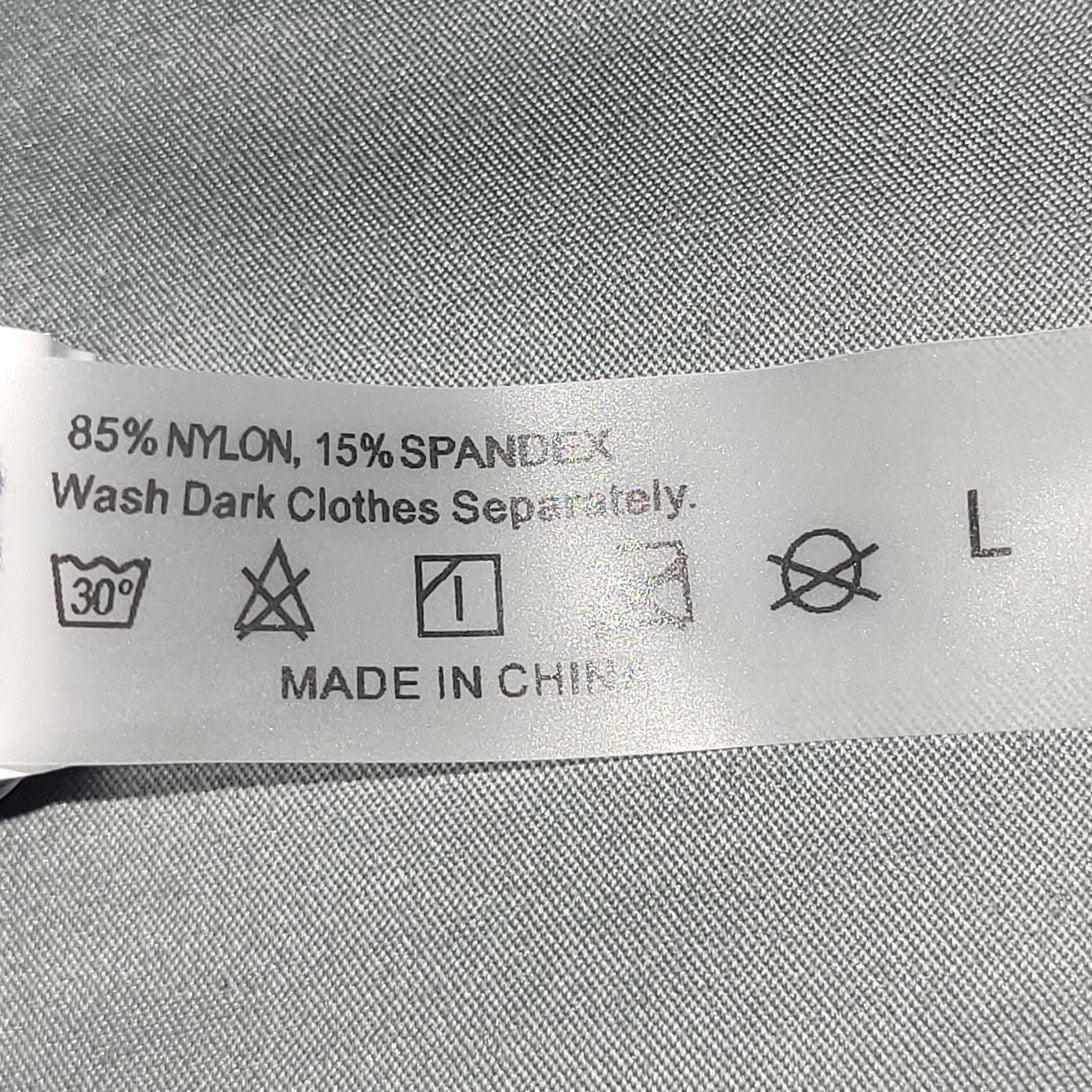 85% NYLON, 15% SPANDEX
Wash Dark Clothes Separately.
30°
L
MADE IN CHINA